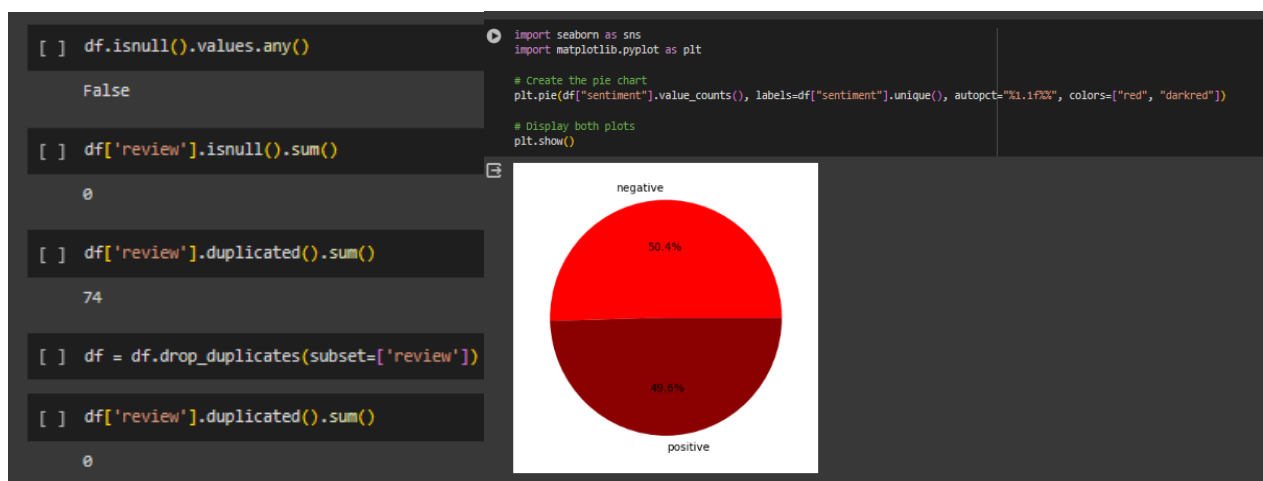 [ ] df.isnull().values.any()
False
[ ] df['review'].isnull().sum()
0
[ ] df['review'].duplicated().sum()
74
[ ] df = df.drop_duplicates(subset=['review'])
[ ] df['review'].duplicated().sum()
0
import seaborn as sns
import matplotlib.pyplot as plt
# Create the pie chart
plt.pie(df["sentiment"].value_counts(), labels=df["sentiment"].unique(), autopct="%1.1f%%", colors=["red", "darkred"])
# Display both plots
plt.show()
negative
50.4%
49.6%
positive